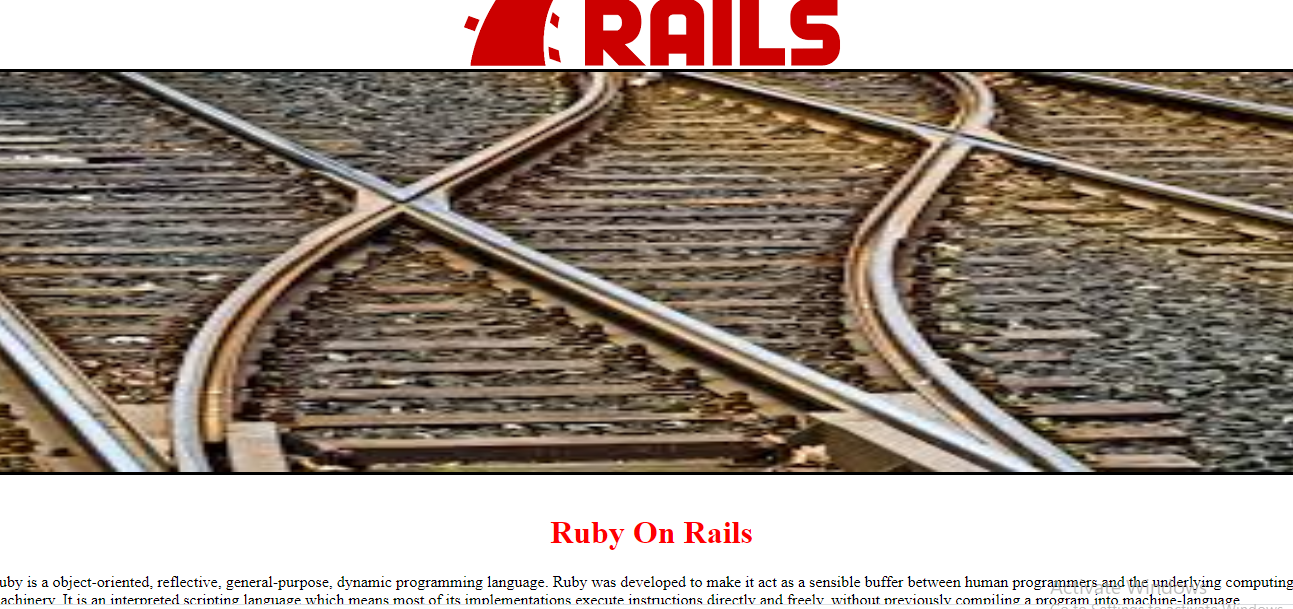 RAILS
Ruby On Rails
uby is a object-oriented, reflective, general-purpose, dynamic programming language. Ruby was developed to make it act as a sensible buffer between human programmers and the underlying computing
achinery. It is an interpreted scripting language which means most of its implementations execute instructions directly and freely, without previously compiling a program into machine-language
Activate Windows
Go to Settings to activate Windows.